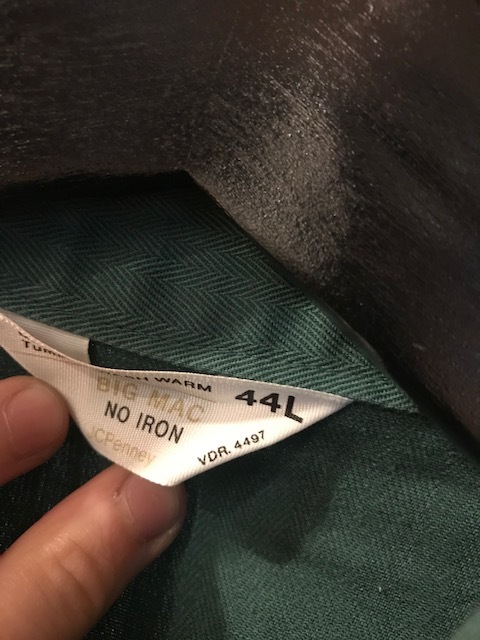 WARM
BIG MAC
44L
NO IRON
JCPenney
VDR. 4497